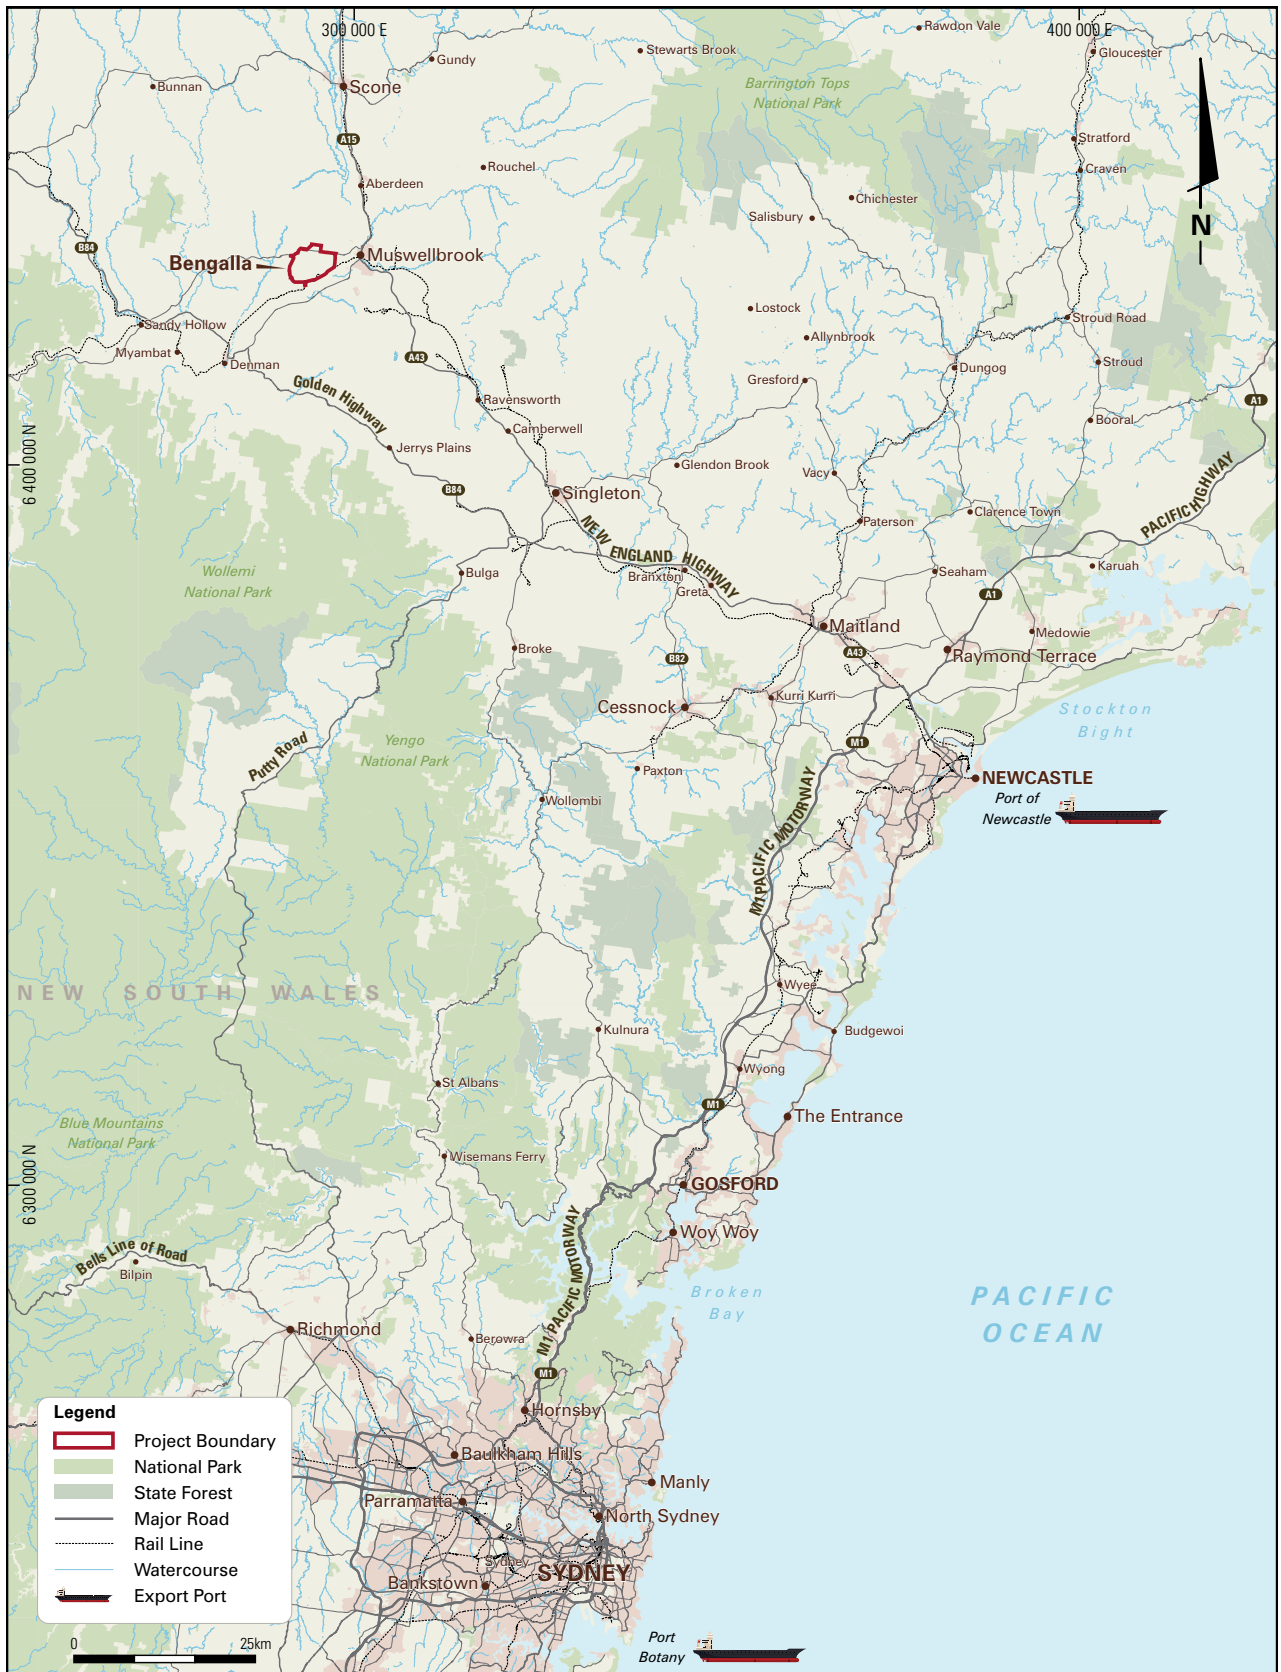 300 000 E
400 000 E
Rawdon Vale
Stewarts Brook
Gloucester
Gundy
Bunnan
Scone
Barrington Tops
National Park
A15
Stratford
Rouchel
Craven
Aberdeen
Chichester
Salisbury
N
B84
Bengalla
Muswellbrook
Lostock
Stroud Road
Sandy Hollow
Allynbrook
Myambat
A43
Denman
Dungog
Stroud
Golden Highway
Gresford
Ravensworth
A1
Camberwell
Booral
Jerrys Plains
6 400 000 N
Glendon Brook
Vacy
B84
Singleton
PACIFIC HIGHWAY
Clarence Town
Paterson
NEW ENGLAND HIGHWAY
Wollemi
National Park
Bulga
Branxton
Greta
Seaham
Karuah
A1
Maitland
Medowie
Broke
B82
A43
Raymond Terrace
Cessnock
Kurri Kurri
Stockton
Bight
Putty Road
Yengo
National Park
M1
Paxton
NEWCASTLE
Port of
Newcastle
Wollombi
M1 PACIFIC MOTORWAY
NEW SOUTH WALES
Wyee
Kulnura
Budgewoi
Wyong
St Albans
M1
The Entrance
Blue Mountains
National Park
Wisemans Ferry
6 300 000 N
GOSFORD
Woy Woy
Bells Line of Road
Bilpin
M1 PACIFIC MOTORWAY
Broken
Bay
PACIFIC
OCEAN
Richmond
Berowra
M1
Hornsby
Baulkham Hills
Manly
Parramatta
North Sydney
Sydney
SYDNEY
Bankstown
Port
Botany
Legend
Project Boundary
National Park
State Forest
Major Road
Rail Line
Watercourse
Export Port
0
25km